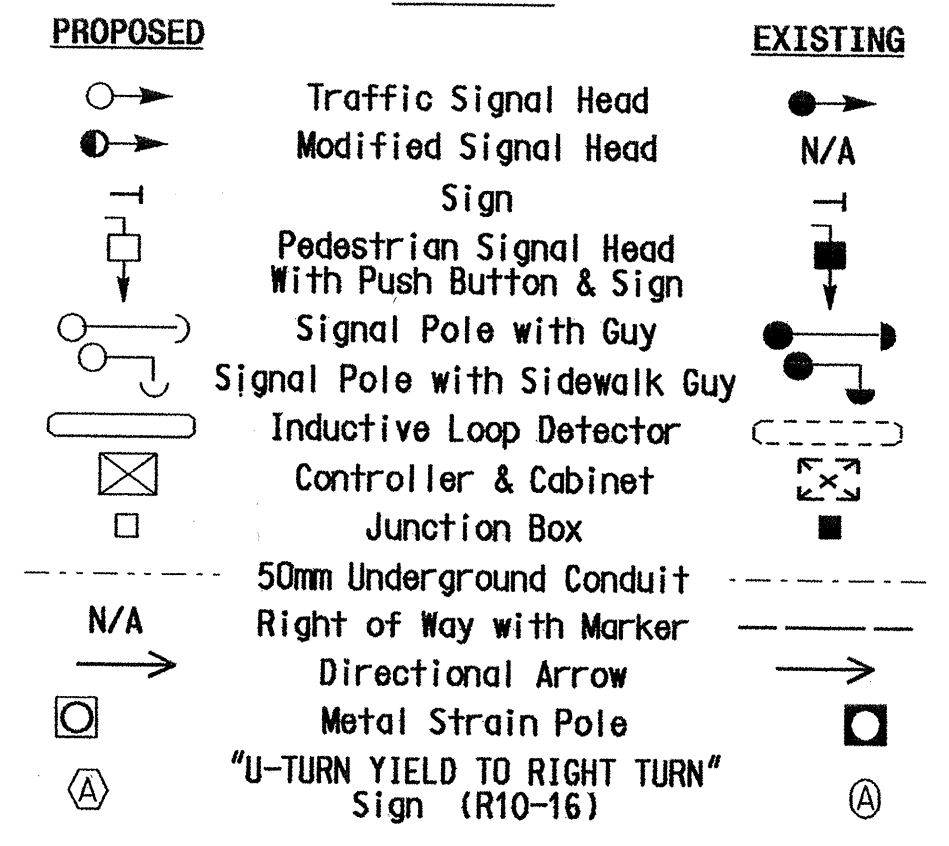 PROPOSED EXISTING
Traffic Signal Head
Modified Signal Head N/A
Sign
Pedestrian Signal Head
With Push Button & Sign
Signal Pole with Guy
Signal Pole with Sidewalk Guy
Inductive Loop Detector
Controller & Cabinet
Junction Box
50mm Underground Conduit
N/A Right of Way with Marker
Directional Arrow
Metal Strain Pole
"U-TURN YIELD TO RIGHT TURN"
A Sign (R10-16) A